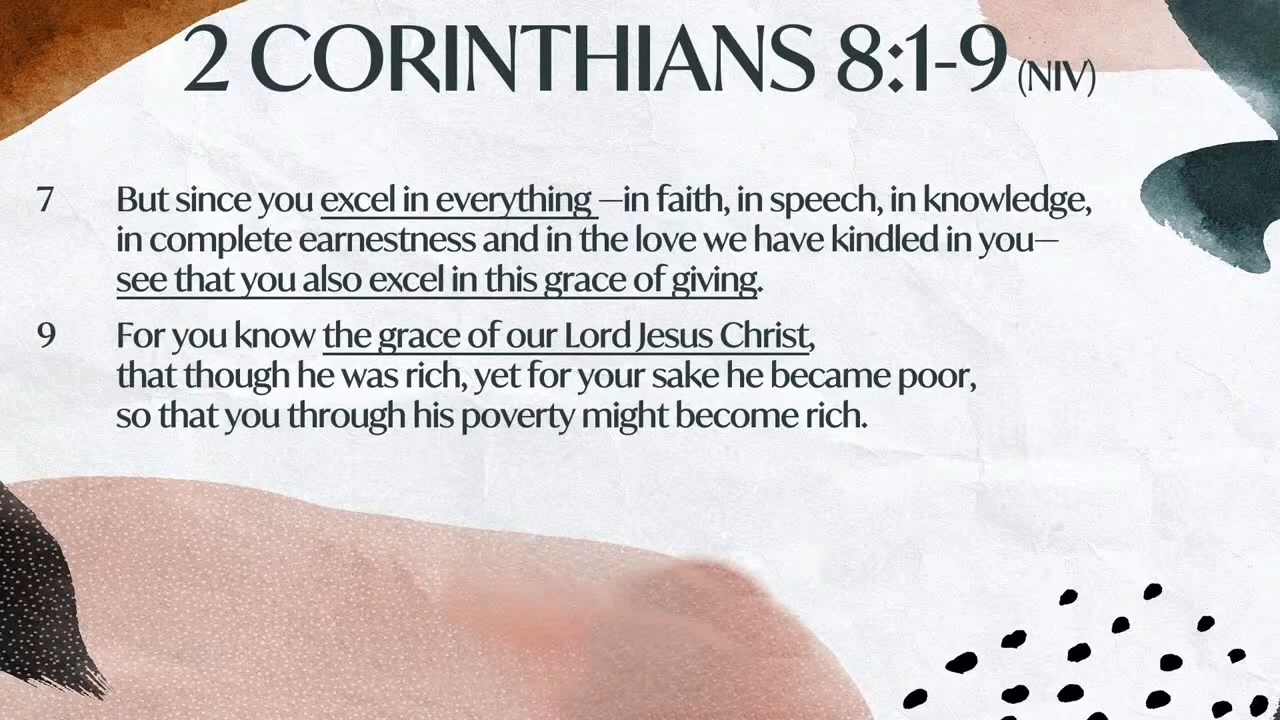 2 CORINTHIANS 8:1-9 (NIV)
7 But since you excel in everything —in faith, in speech, in knowledge,
in complete earnestness and in the love we have kindled in you—
see that you also excel in this grace of giving.
9 For you know the grace of our Lord Jesus Christ,
that though he was rich, yet for your sake he became poor,
so that you through his poverty might become rich.